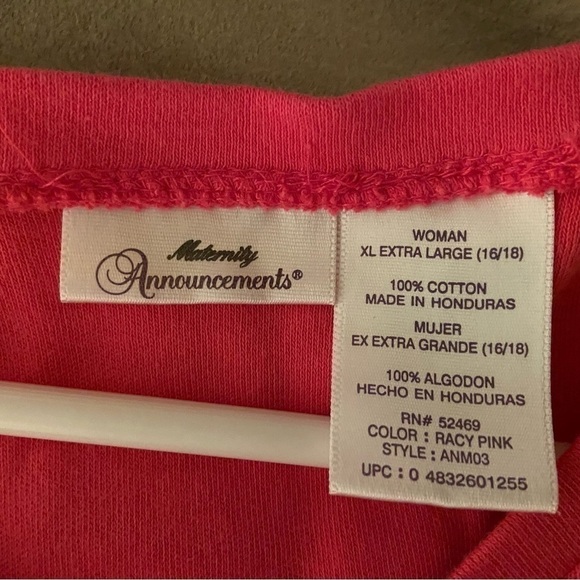 Maternity
Announcements®
WOMAN
XL EXTRA LARGE (16/18)
100% COTTON
MADE IN HONDURAS
MUJER
EX EXTRA GRANDE (16/18)
100% ALGODON
HECHO EN HONDURAS
RN# 52469
COLOR : RACY PINK
STYLE : ANM03
UPC : 0 4832601255